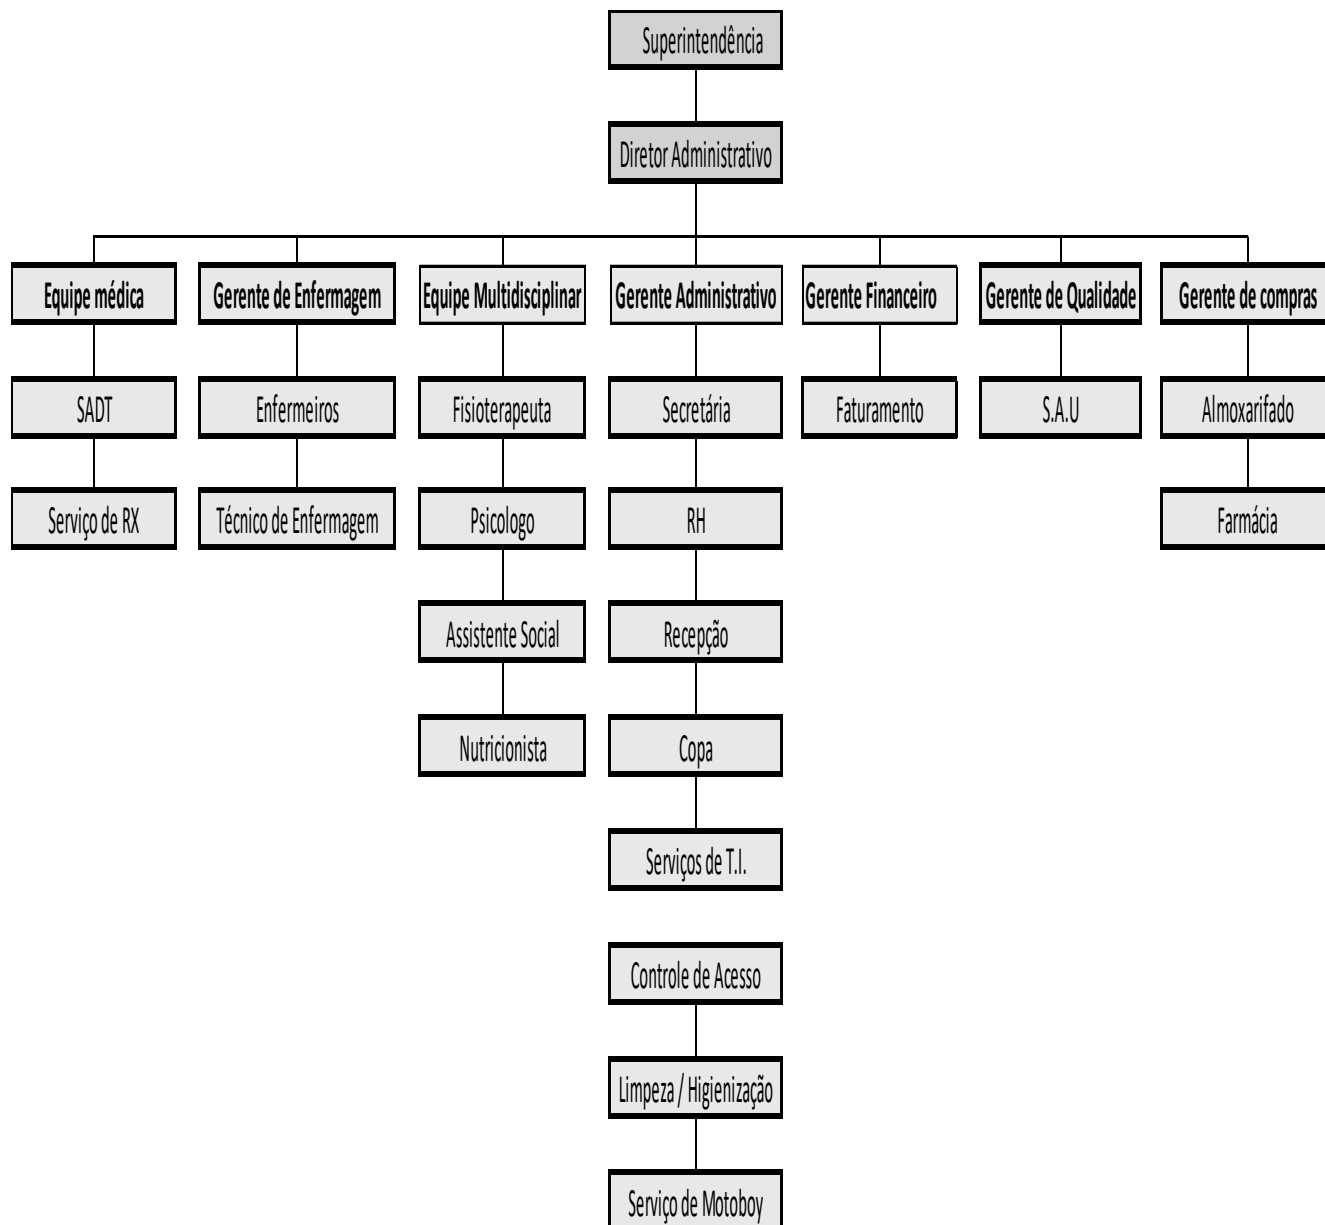 Superintendência
Diretor Administrativo
Equipe médica
Gerente de Enfermagem
Equipe Multidisciplinar
Gerente Administrativo
Gerente Financeiro
Gerente de Qualidade
Gerente de compras
SADT
Enfermeiros
Fisioterapeuta
Secretária
Faturamento
S.A.U
Almoxarifado
Serviço de RX
Técnico de Enfermagem
Psicologo
RH
Farmácia
Assistente Social
Recepção
Nutricionista
Copa
Serviços de T.I.
Controle de Acesso
Limpeza / Higienização
Serviço de Motoboy